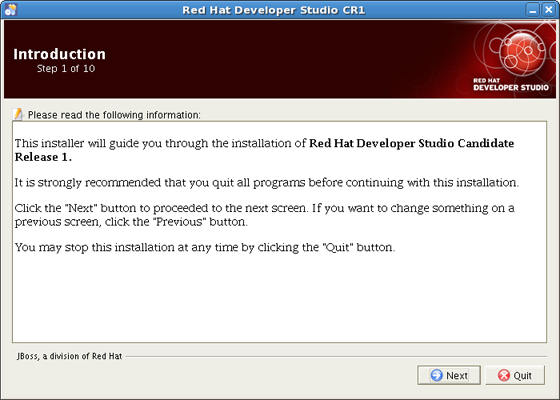 Red Hat Developer Studio CR1
Introduction
Step 1 of 10
RED HAT
DEVELOPER STUDIO
Please read the following information:
This installer will guide you through the installation of Red Hat Developer Studio Candidate
Release 1.
It is strongly recommended that you quit all programs before continuing with this installation.
Click the "Next" button to proceeded to the next screen. If you want to change something on a
previous screen, click the "Previous" button.
You may stop this installation at any time by clicking the "Quit" button.
JBoss, a division of Red Hat
Next
Quit